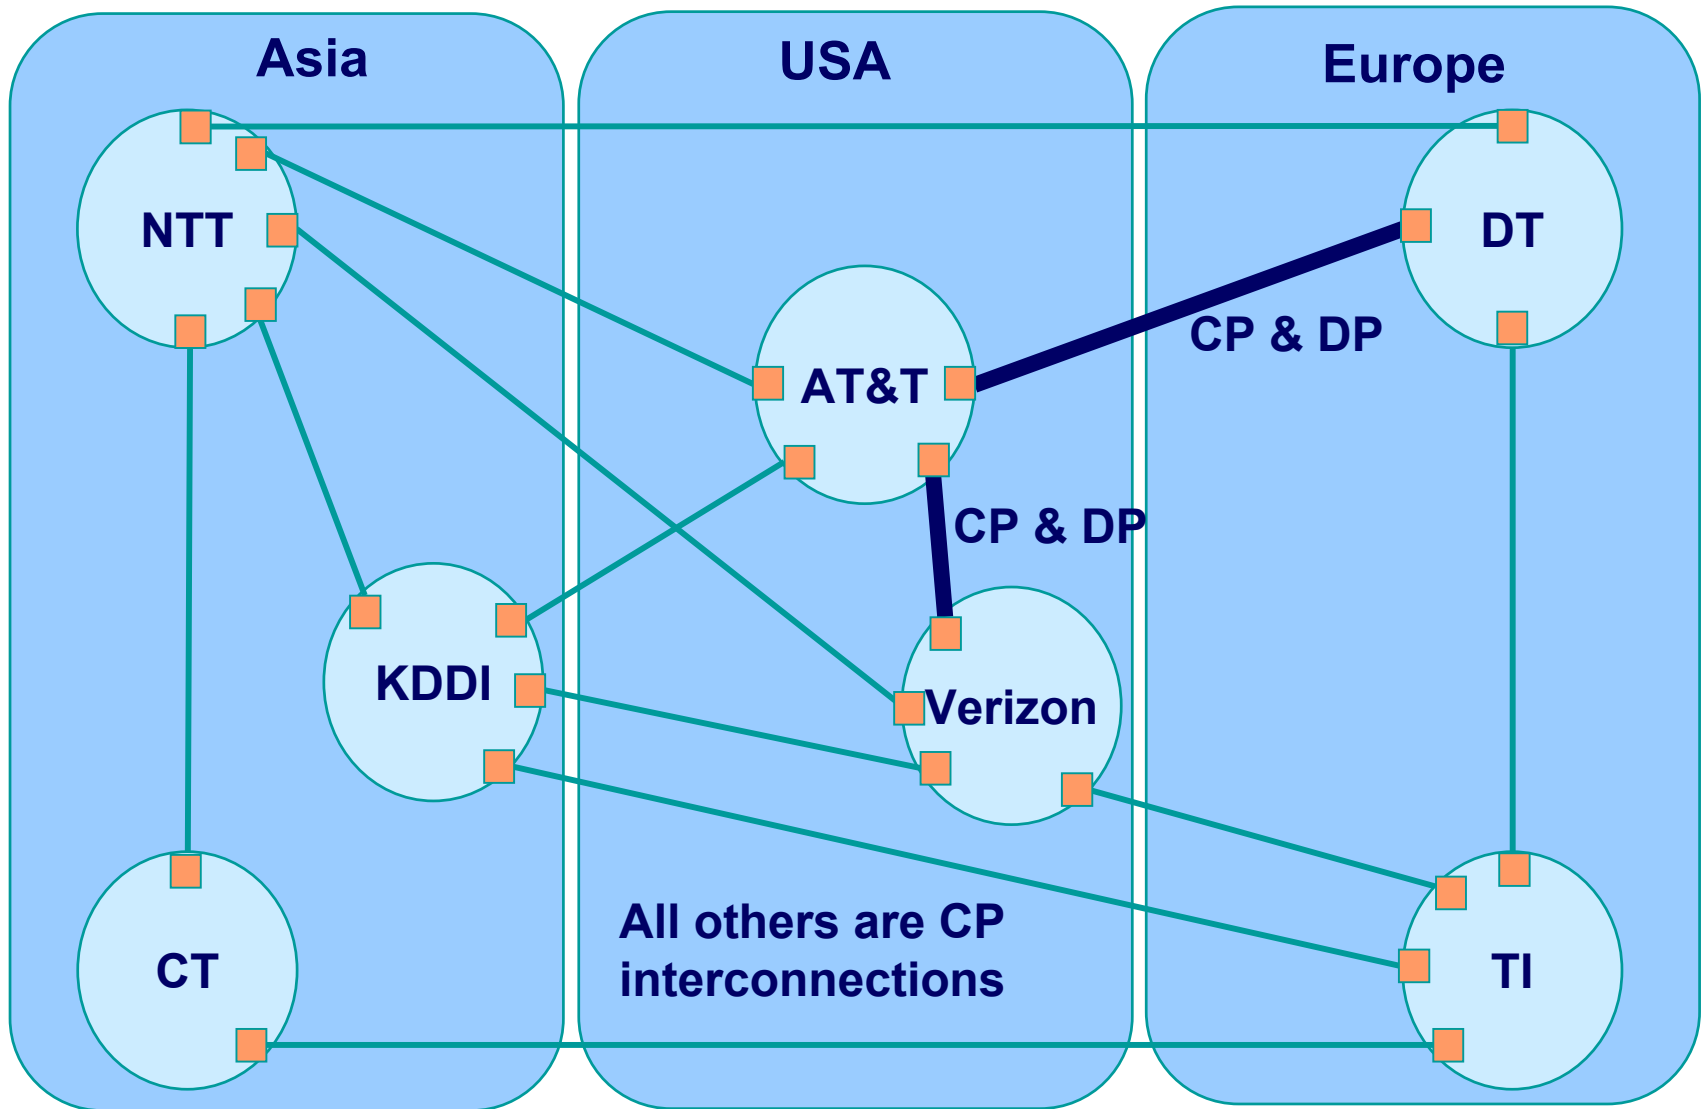 Asia
USA
Europe
NTT
DT
CP & DP
AT&T
CP & DP
KDDI
Verizon
All others are CP
interconnections
CT
TI